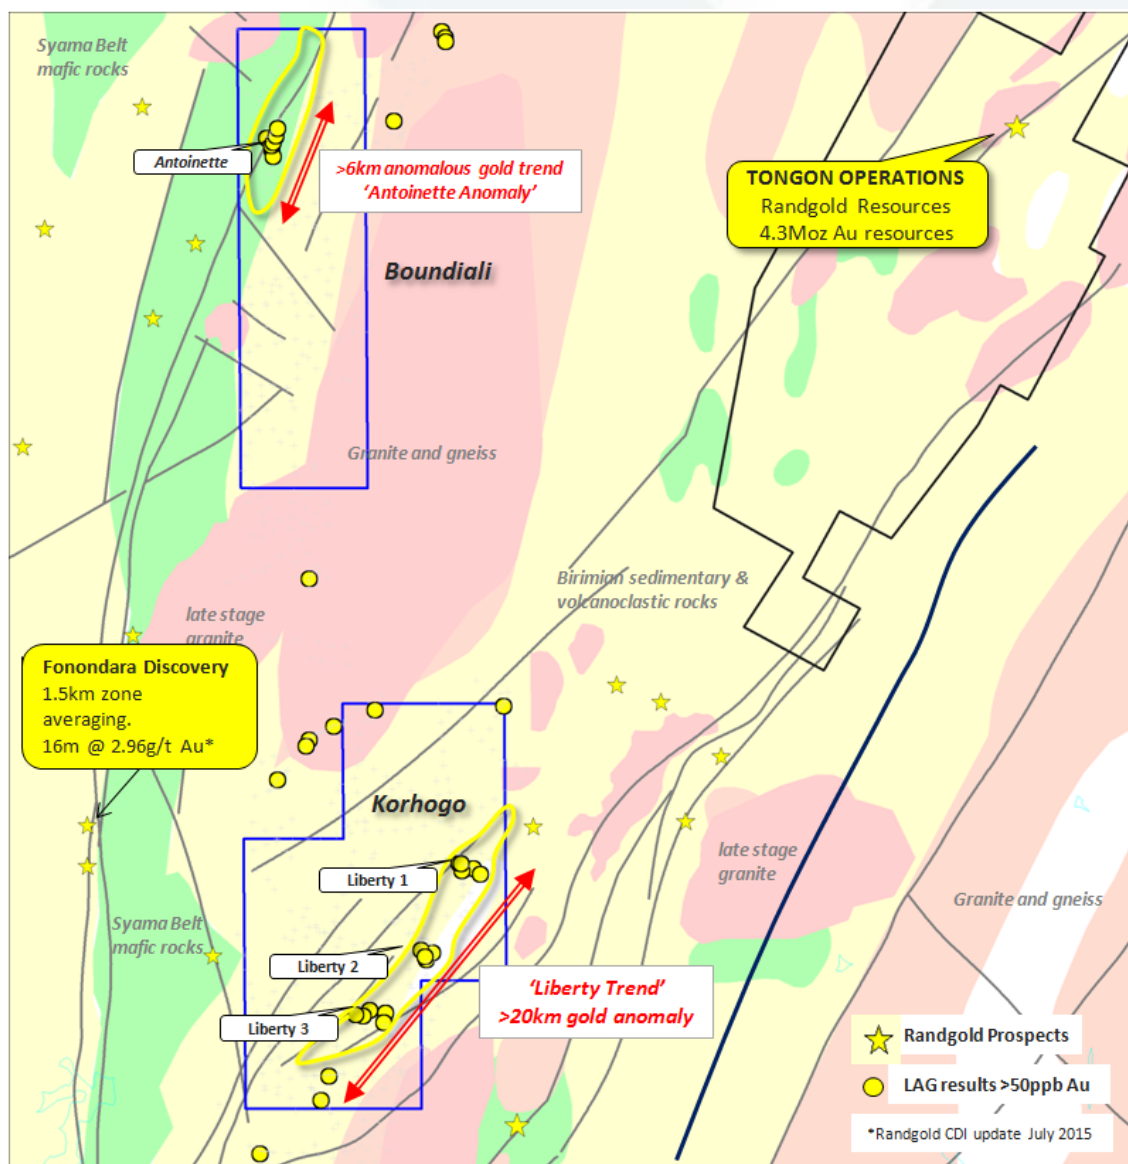 Syama Belt
mafic rocks
Antoinette
>6km anomalous gold trend
‘Antoinette Anomaly’
TONGON OPERATIONS
Randgold Resources
4.3Moz Au resources
Boundiali
Granite and gneiss
Birimian sedimentary &
volcanoclastic rocks
late stage
granite
Fonondara Discovery
1.5km zone
averaging.
16m @ 2.96g/t Au*
Korhogo
Liberty 1
late stage
granite
Granite and gneiss
Syama Belt
mafic rocks
Liberty 2
‘Liberty Trend’
>20km gold anomaly
Liberty 3
Randgold Prospects
LAG results >50ppb Au
*Randgold CDI update July 2015